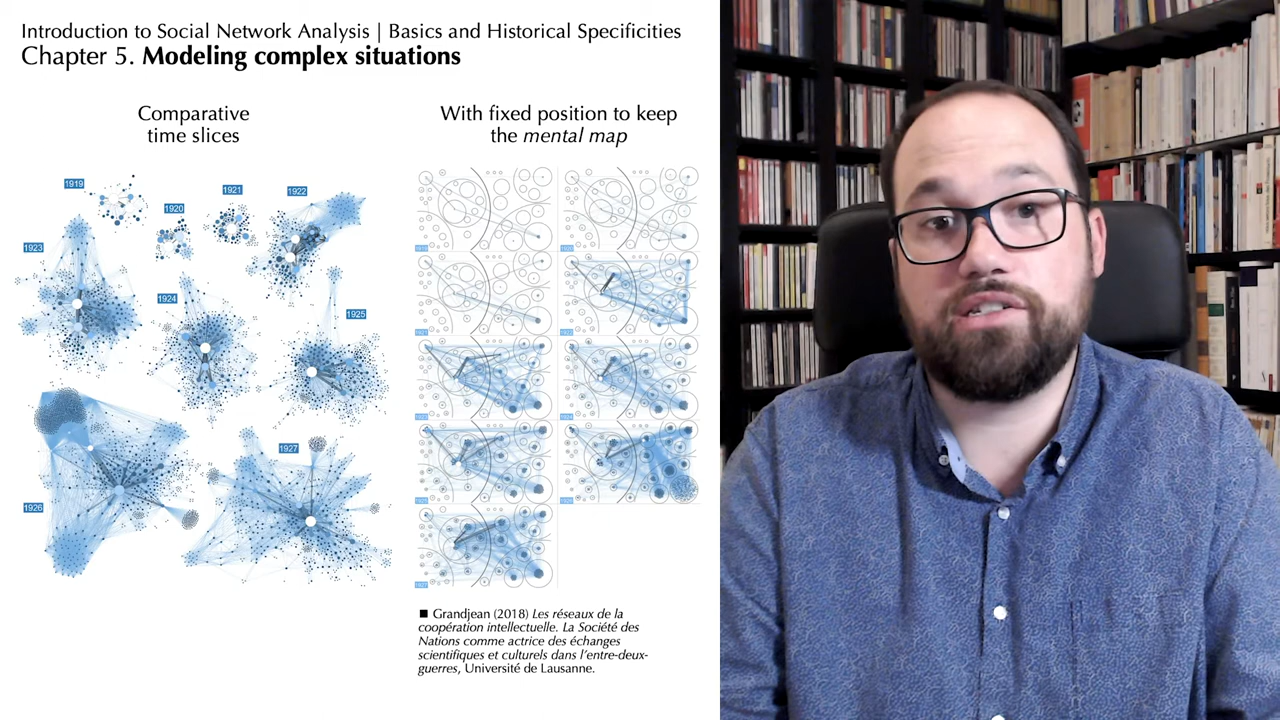 Introduction to Social Network Analysis | Basics and Historical Specificities
Chapter 5. Modeling complex situations
Comparative
time slices
With fixed position to keep
the mental map
1919
1920
1921
1922
1923
1924
1925
1926
1927
■ Grandjean (2018) Les réseaux de la
coopération intellectuelle. La Société des
Nations comme actrice des échanges
scientifiques et culturels dans l'entre-deux-
guerres, Université de Lausanne.